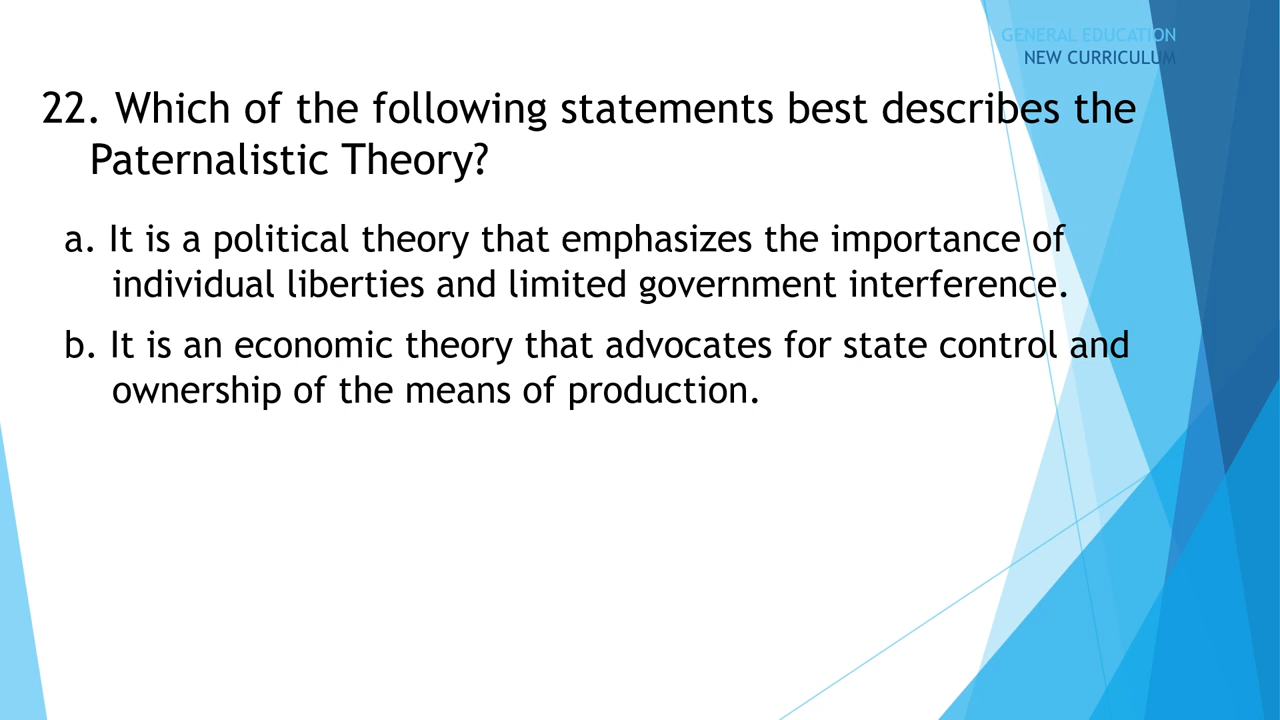 GENERAL EDUCATION
NEW CURRICULUM
22. Which of the following statements best describes the
Paternalistic Theory?
a. It is a political theory that emphasizes the importance of
individual liberties and limited government interference.
b. It is an economic theory that advocates for state control and
ownership of the means of production.